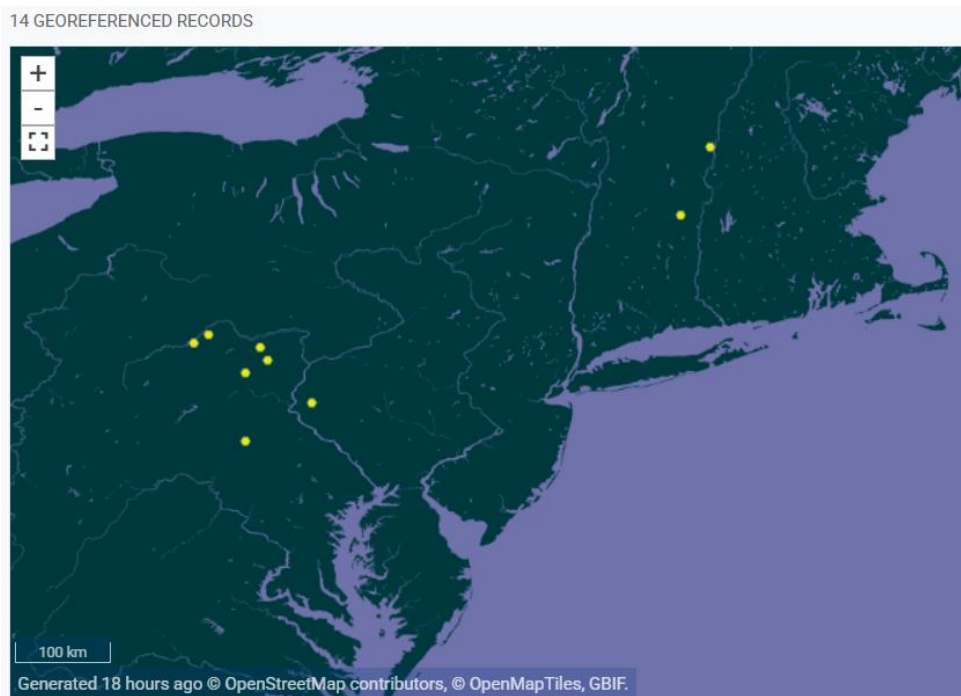 14 GEOREFERENCED RECORDS
+
-
100 km
Generated 18 hours ago © OpenStreetMap contributors, © OpenMapTiles, GBIF.